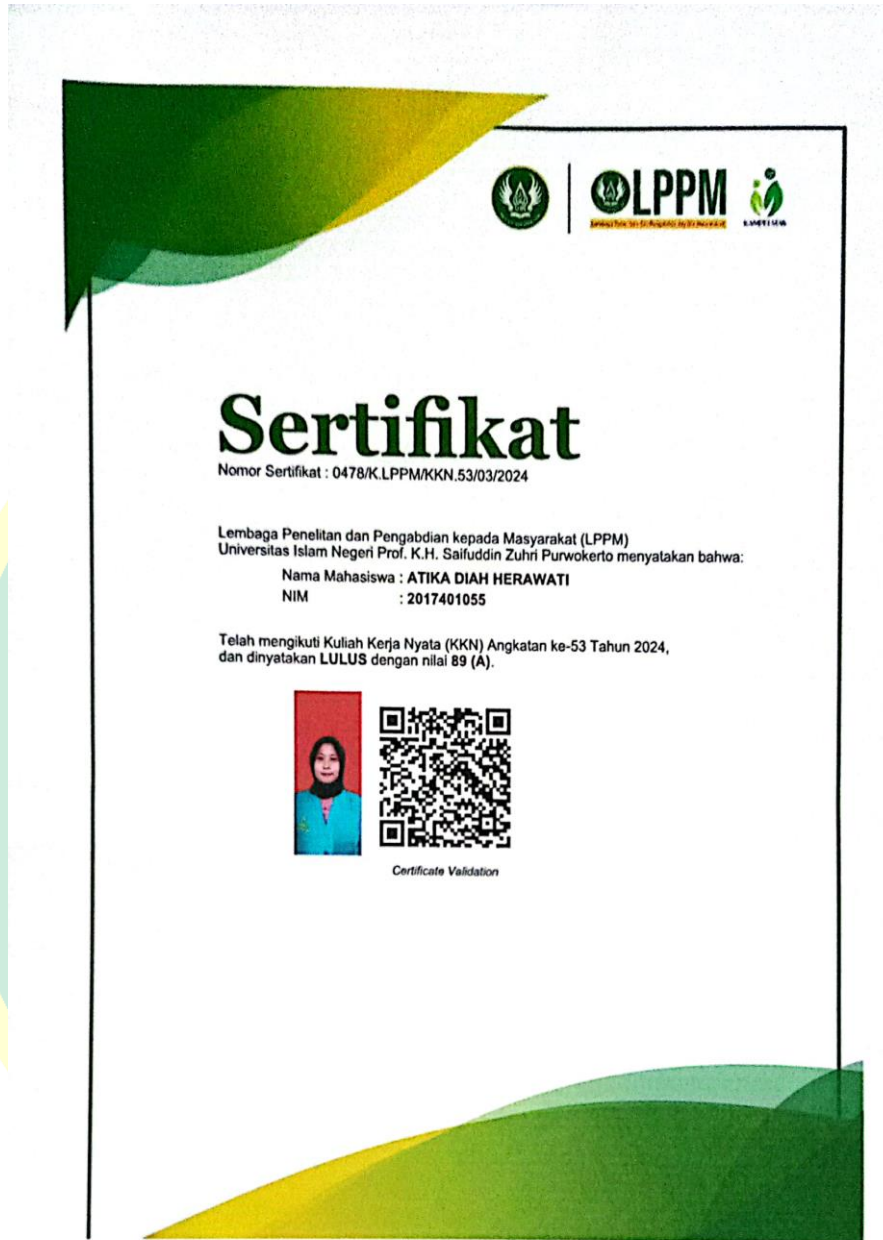 LPPM
Sertifikat
Nomor Sertifikat : 0478/K.LPPM/KKN.53/03/2024
Lembaga Penelitan dan Pengabdian kepada Masyarakat (LPPM)
Universitas Islam Negeri Prof. K.H. Saifuddin Zuhri Purwokerto menyatakan bahwa:
Nama Mahasiswa : ATIKA DIAH HERAWATI
NIM : 2017401055
Telah mengikuti Kuliah Kerja Nyata (KKN) Angkatan ke-53 Tahun 2024,
dan dinyatakan LULUS dengan nilai 89 (A).
Certificate Validation